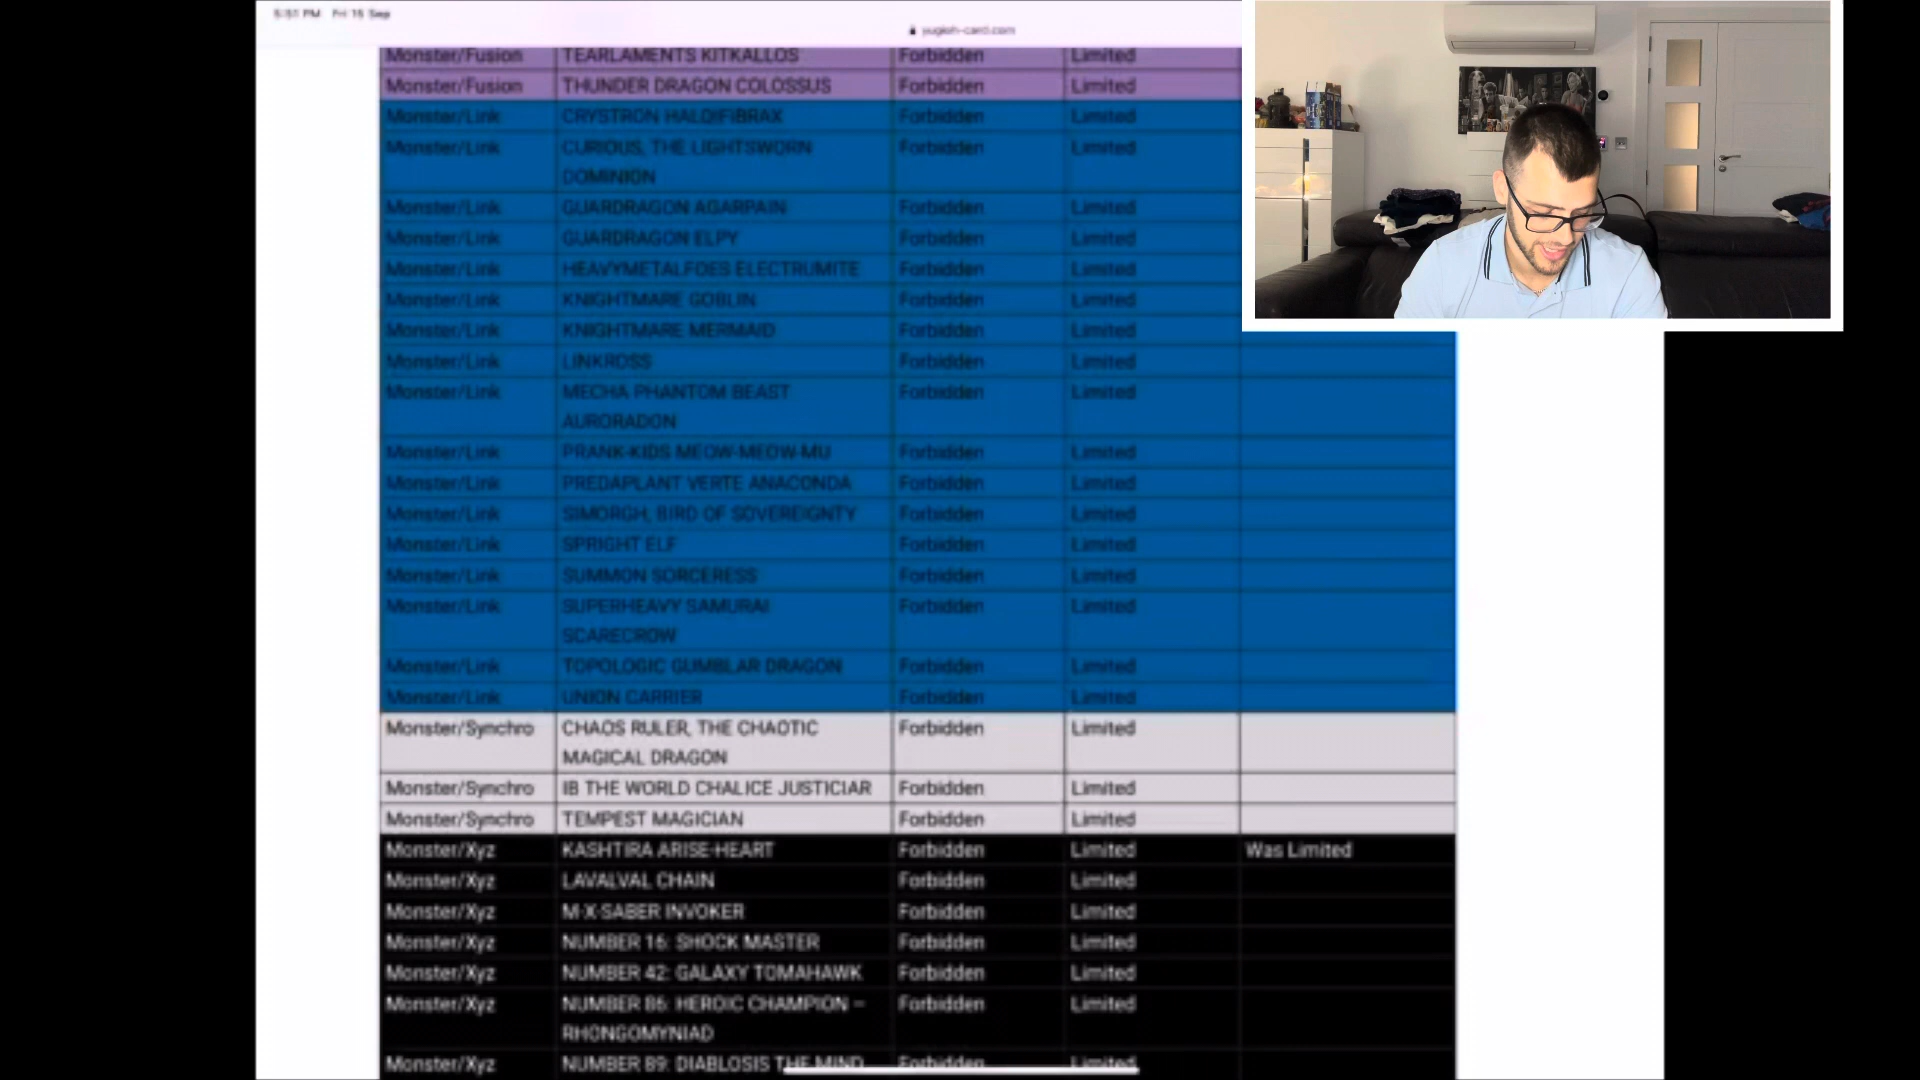 5:51 PM Fri 15 Sep
yugioh-card.com
Monster/Fusion TEARLAMENTS KITKALLOS Forbidden Limited
Monster/Fusion THUNDER DRAGON COLOSSUS Forbidden Limited
Monster/Link CRYSTRON HALQIFIBRAX Forbidden Limited
Monster/Link CURIOUS, THE LIGHTSWORN Forbidden Limited
DOMINION
Monster/Link GUARDRAGON AGARPAIN Forbidden Limited
Monster/Link GUARDRAGON ELPY Forbidden Limited
Monster/Link HEAVYMETALFOES ELECTRUMITE Forbidden Limited
Monster/Link KNIGHTMARE GOBLIN Forbidden Limited
Monster/Link KNIGHTMARE MERMAID Forbidden Limited
Monster/Link LINKROSS Forbidden Limited
Monster/Link MECHA PHANTOM BEAST Forbidden Limited
AURORADON
Monster/Link PRANK-KIDS MEOW-MEOW-MU Forbidden Limited
Monster/Link PREDAPLANT VERTE ANACONDA Forbidden Limited
Monster/Link SIMORGH, BIRD OF SOVEREIGNTY Forbidden Limited
Monster/Link SPRIGHT ELF Forbidden Limited
Monster/Link SUMMON SORCERESS Forbidden Limited
Monster/Link SUPERHEAVY SAMURAI Forbidden Limited
SCARECROW
Monster/Link TOPOLOGIC GUMBLAR DRAGON Forbidden Limited
Monster/Link UNION CARRIER Forbidden Limited
Monster/Synchro CHAOS RULER, THE CHAOTIC Forbidden Limited
MAGICAL DRAGON
Monster/Synchro IB THE WORLD CHALICE JUSTICIAR Forbidden Limited
Monster/Synchro TEMPEST MAGICIAN Forbidden Limited
Monster/Xyz KASHTIRA ARISE-HEART Forbidden Limited Was Limited
Monster/Xyz LAVALVAL CHAIN Forbidden Limited
Monster/Xyz M-X-SABER INVOKER Forbidden Limited
Monster/Xyz NUMBER 16: SHOCK MASTER Forbidden Limited
Monster/Xyz NUMBER 42: GALAXY TOMAHAWK Forbidden Limited
Monster/Xyz NUMBER 86: HEROIC CHAMPION – Forbidden Limited
RHONGOMYNIAD
Monster/Xyz NUMBER 89: DIABLOSIS THE MIND Forbidden Limited